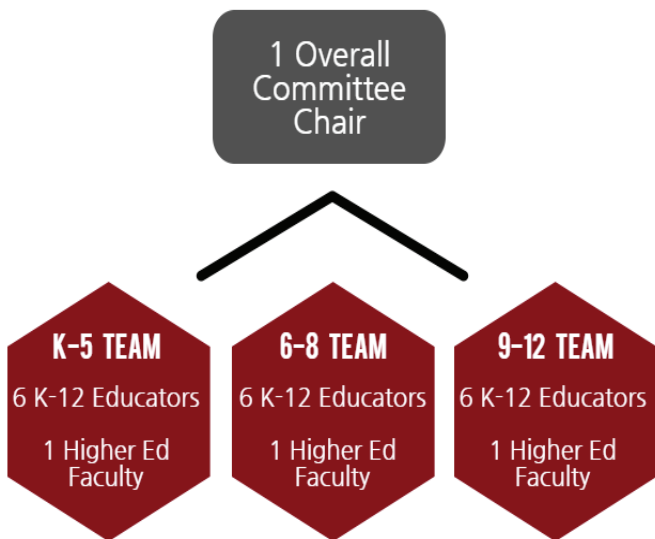 1 Overall
Committee
Chair
K-5 TEAM
6 K-12 Educators
1 Higher Ed
Faculty
6-8 TEAM
6 K-12 Educators
1 Higher Ed
Faculty
9-12 TEAM
6 K-12 Educators
1 Higher Ed
Faculty